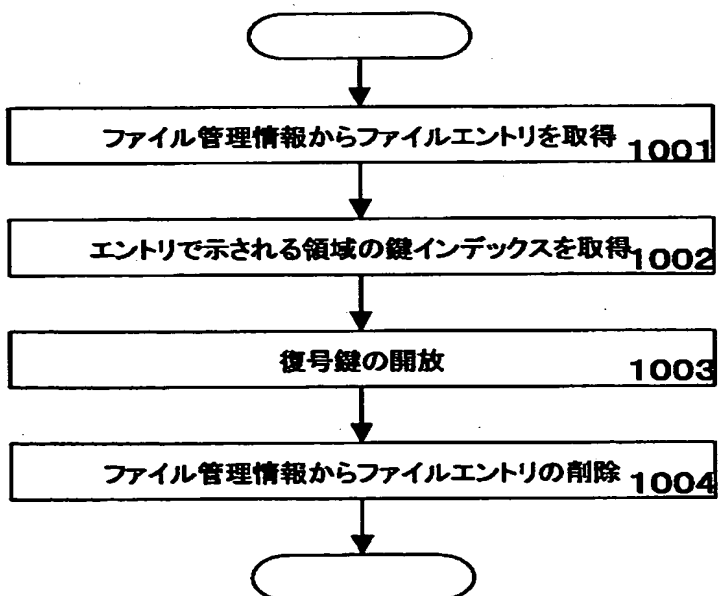 ファイル管理情報からファイルエントリを取得 1001
エントリで示される領域の鍵インデックスを取得 1002
復号鍵の開放 1003
ファイル管理情報からファイルエントリの削除 1004